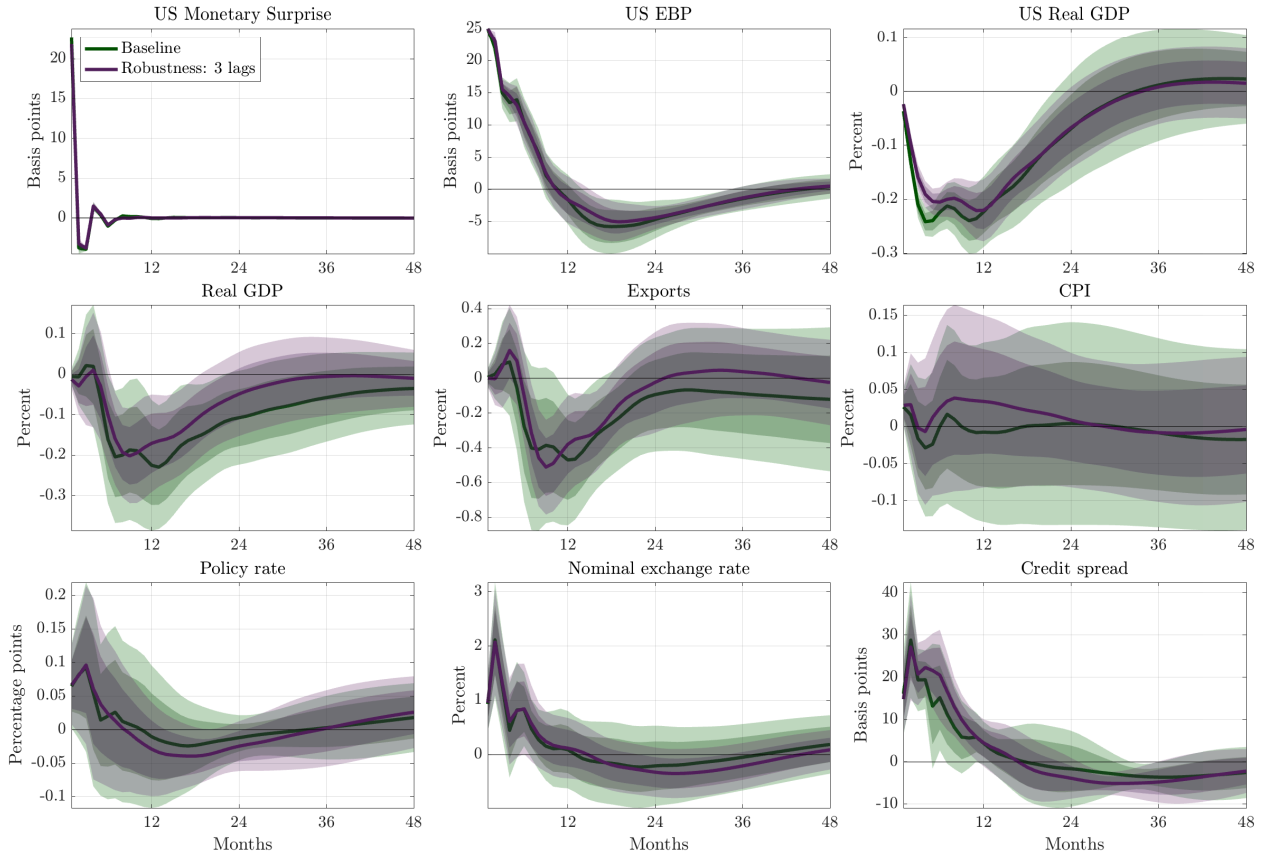 US Monetary Surprise
US EBP
US Real GDP
Baseline
Robustness: 3 lags
Basis points
20
15
10
5
0
12 24 36 48
Basis points
25
20
15
10
5
0
-5
12 24 36 48
Percent
0.1
0
-0.1
-0.2
-0.3
12 24 36 48
Real GDP
Exports
CPI
Percent
0.1
0
-0.1
-0.2
-0.3
12 24 36 48
Percent
0.4
0.2
0
-0.2
-0.4
-0.6
-0.8
12 24 36 48
Percent
0.15
0.1
0.05
0
-0.05
-0.1
12 24 36 48
Policy rate
Nominal exchange rate
Credit spread
Percentage points
0.2
0.15
0.1
0.05
0
-0.05
-0.1
12 24 36 48
Months
Percent
3
2
1
0
12 24 36 48
Months
Basis points
40
30
20
10
0
-10
12 24 36 48
Months